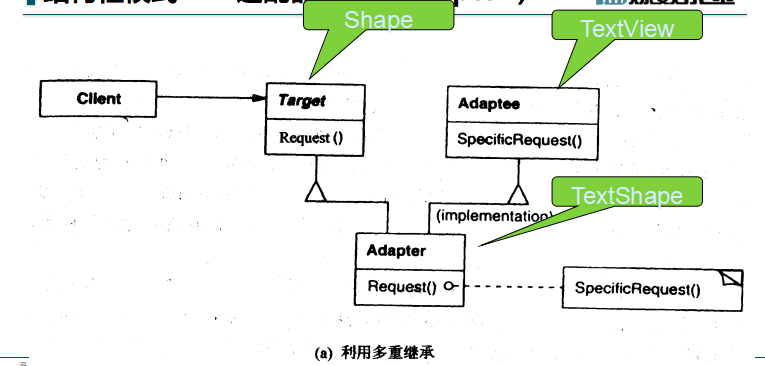 Shape
TextView
Client
Target
Request ()
Adaptee
SpecificRequest()
(implementation)
TextShape
Adapter
Request()
SpecificRequest()
(a) 利用多重继承